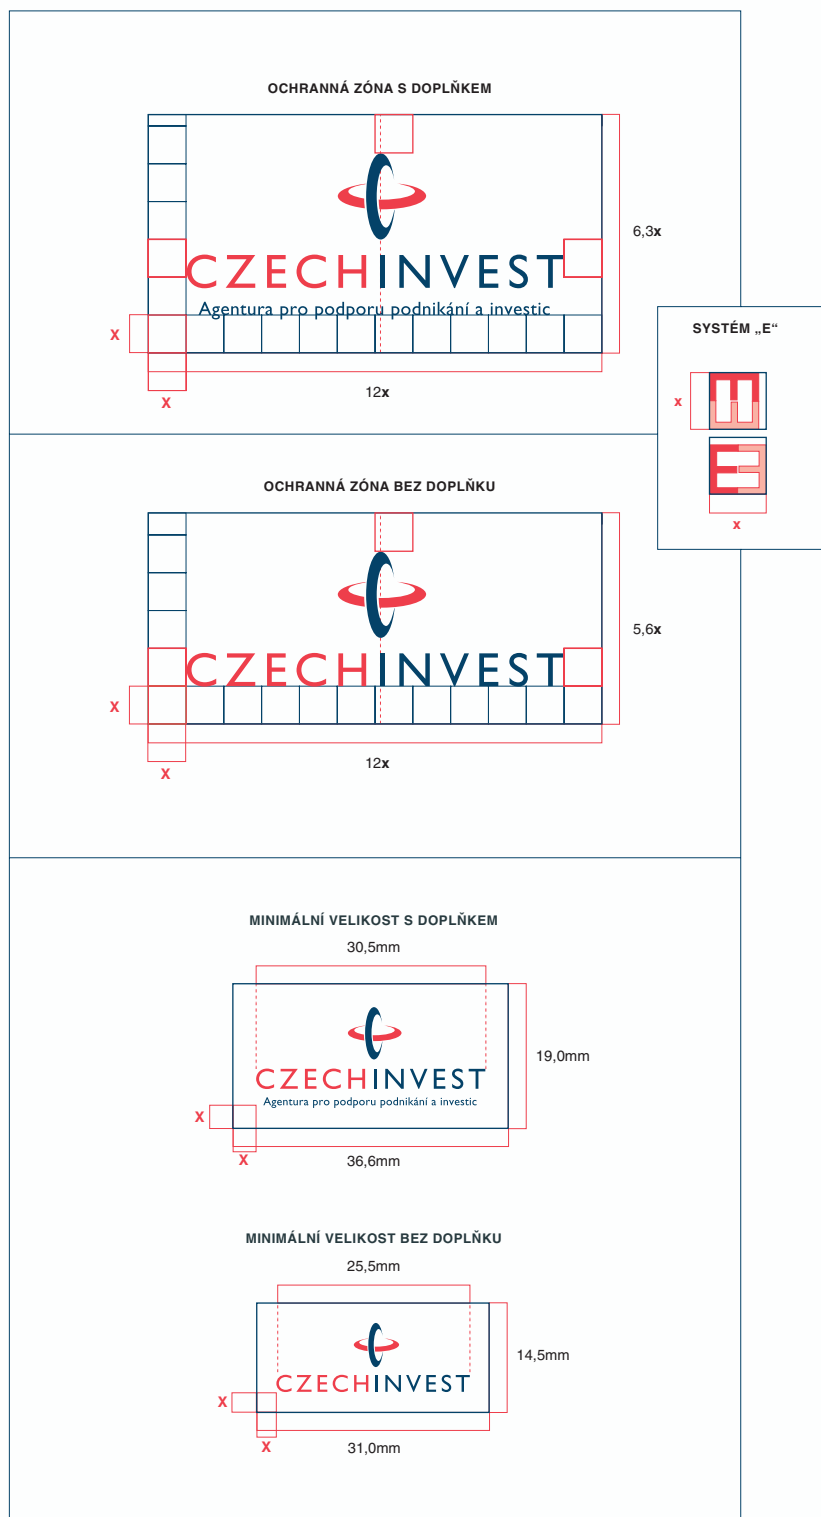 OCHRANNÁ ZÓNA S DOPLŇKEM
6,3x
CZECHINVEST
Agentura pro podporu podnikání a investic
X
12x
X
SYSTÉM „E“
x
x
OCHRANNÁ ZÓNA BEZ DOPLŇKU
5,6x
CZECHINVEST
X
12x
X
MINIMÁLNÍ VELIKOST S DOPLŇKEM
30,5mm
19,0mm
CZECHINVEST
Agentura pro podporu podnikání a investic
X
X
36,6mm
MINIMÁLNÍ VELIKOST BEZ DOPLŇKU
25,5mm
14,5mm
CZECHINVEST
X
X
31,0mm